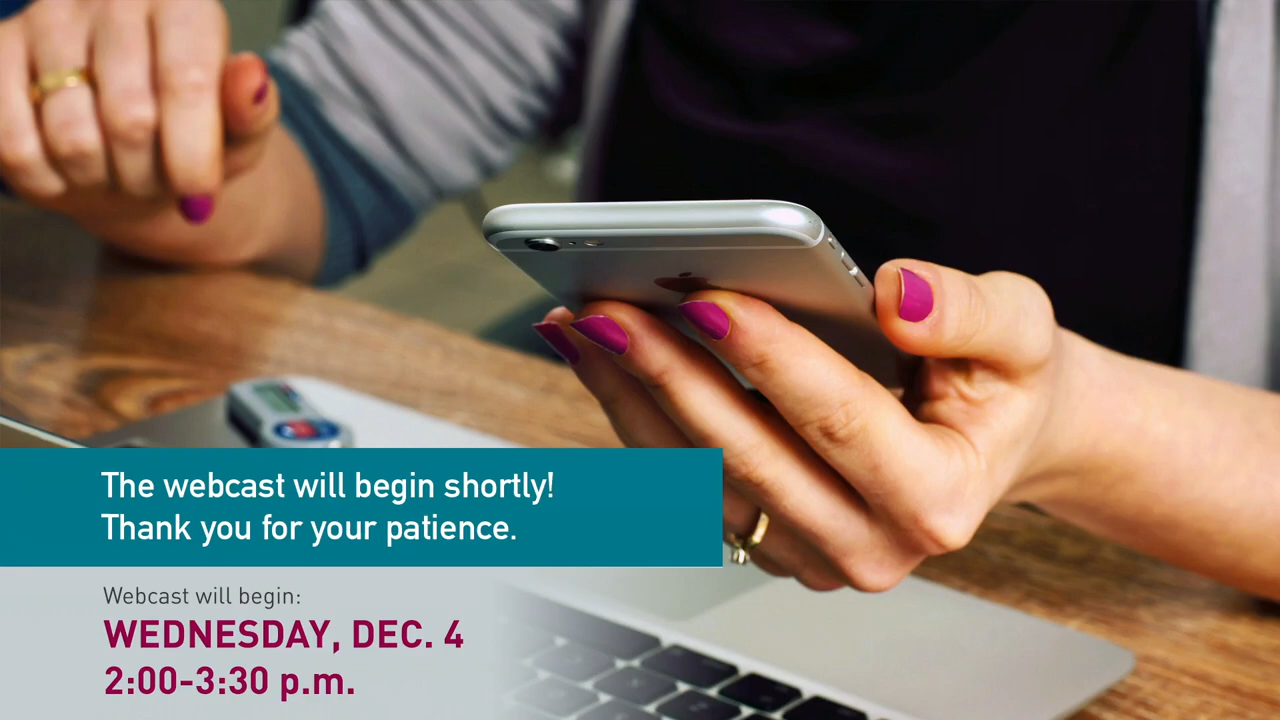 The webcast will begin shortly!
Thank you for your patience.
Webcast will begin:
WEDNESDAY, DEC. 4
2:00-3:30 p.m.